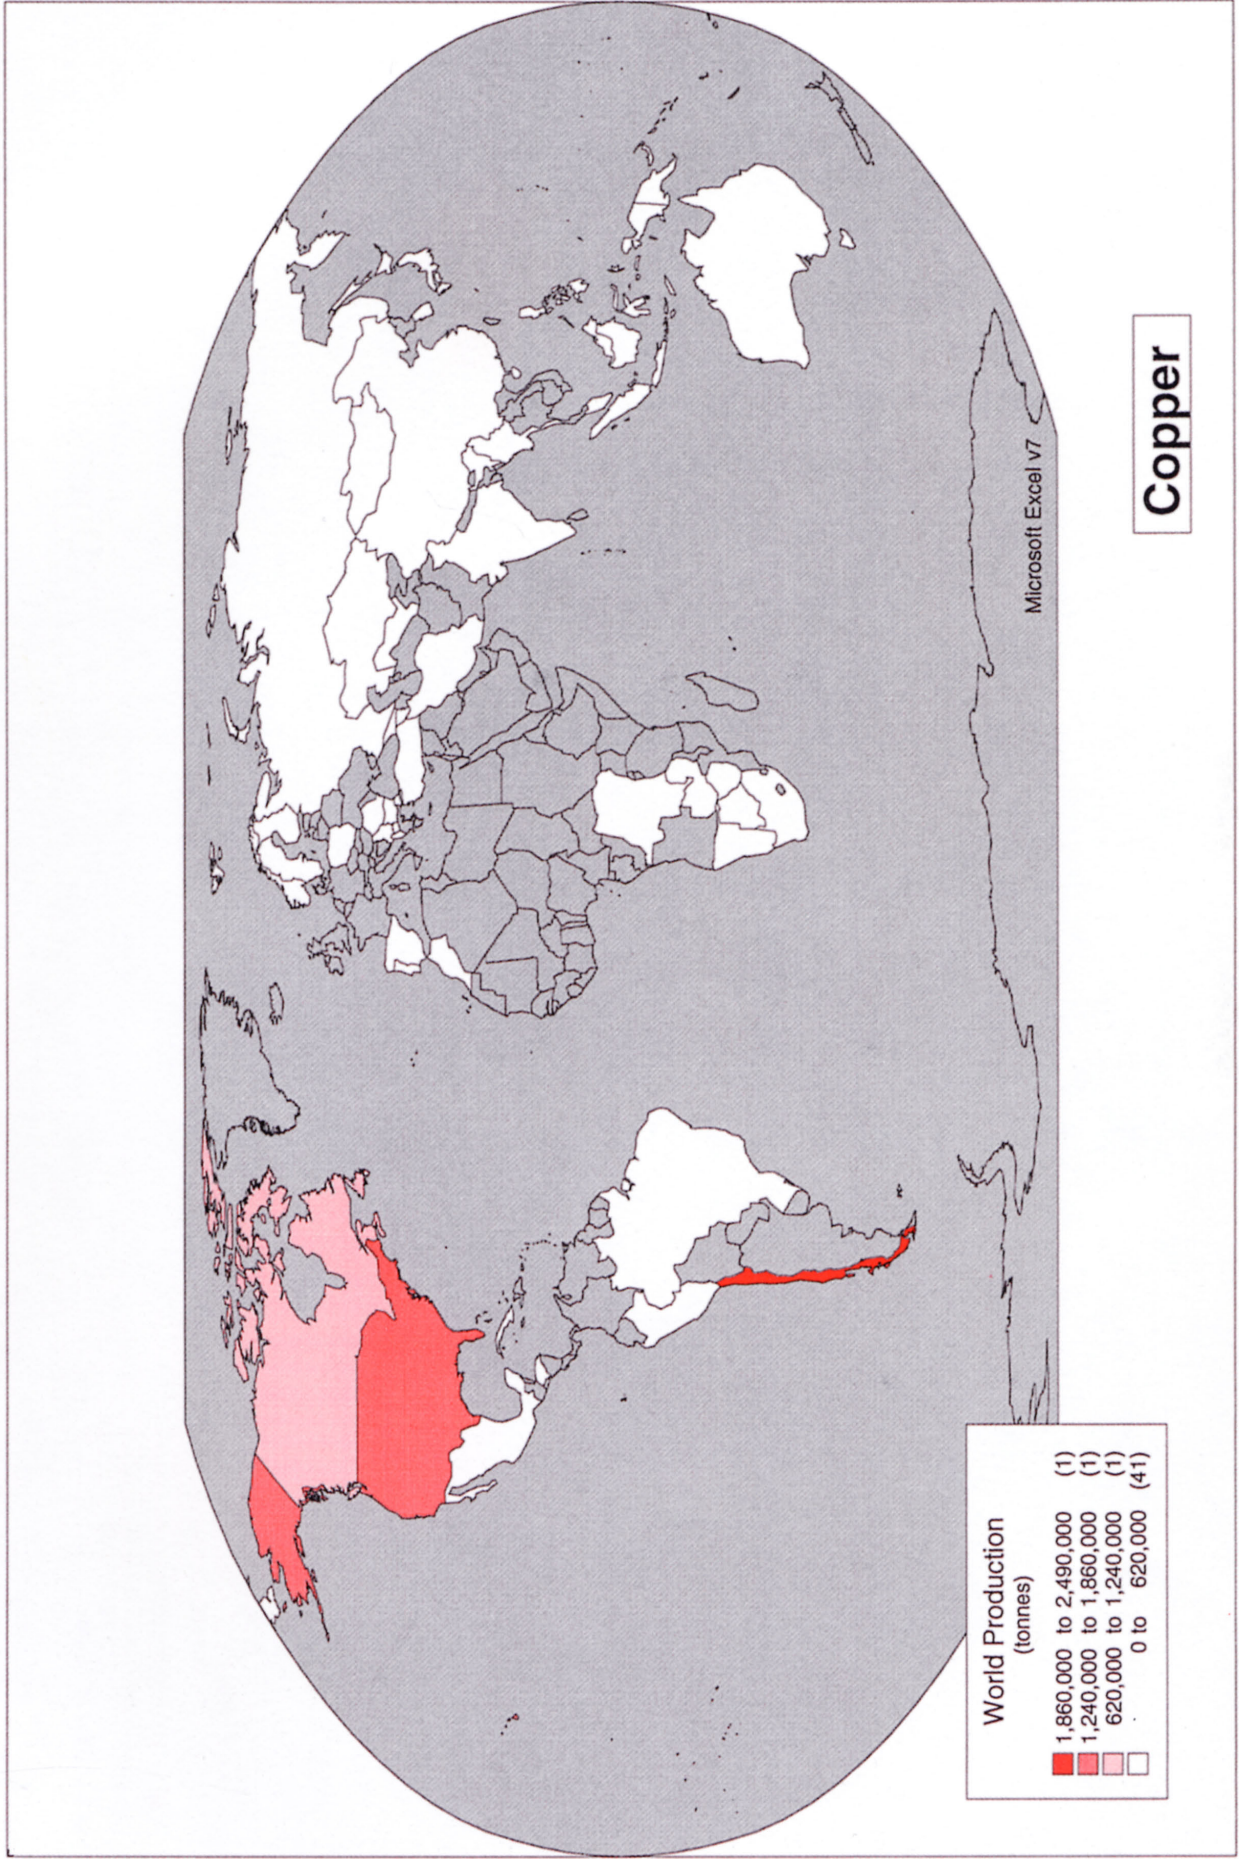 World Production
(tonnes)
1,860,000 to 2,490,000 (1)
1,240,000 to 1,860,000 (1)
620,000 to 1,240,000 (1)
0 to 620,000 (41)
Microsoft Excel v7
Copper